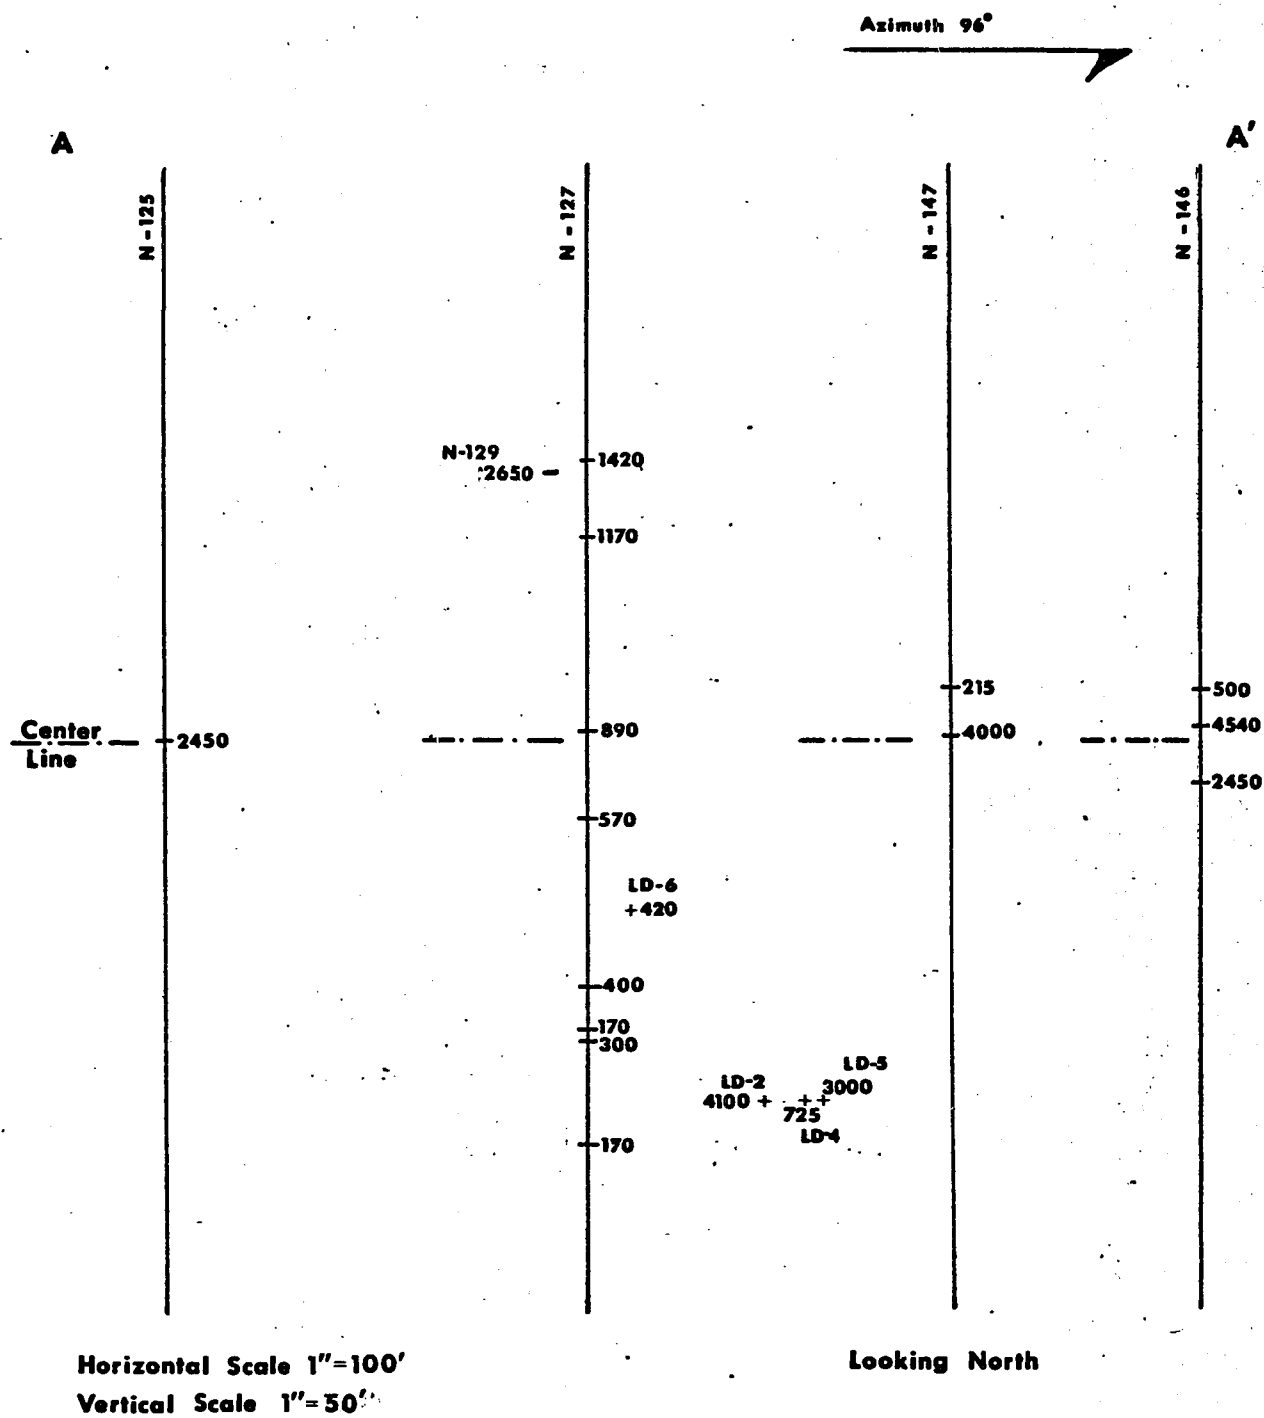 Azimuth 96°
A
A'
N-125
N-127
N-147
N-146
N-129
2650
1420
1170
215
500
Center
Line
2450
890
4000
4540
2450
570
LD-6
+420
400
170
300
LD-2
LD-5
4100 +
++
3000
725
LD-4
170
Horizontal Scale 1"=100'
Looking North
Vertical Scale 1"=50'